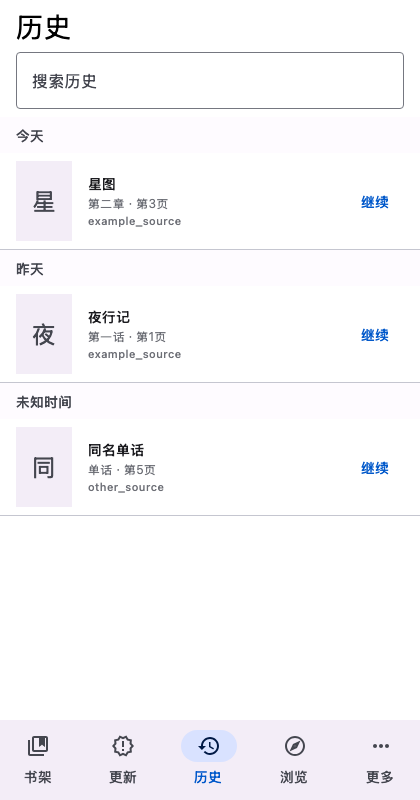 历史
搜索历史
今天
星
星图
第二章 · 第3页
example_source
继续
昨天
夜
夜行记
第一话 · 第1页
example_source
继续
未知时间
同
同名单话
单话 · 第5页
other_source
继续
书架
更新
历史
浏览
更多